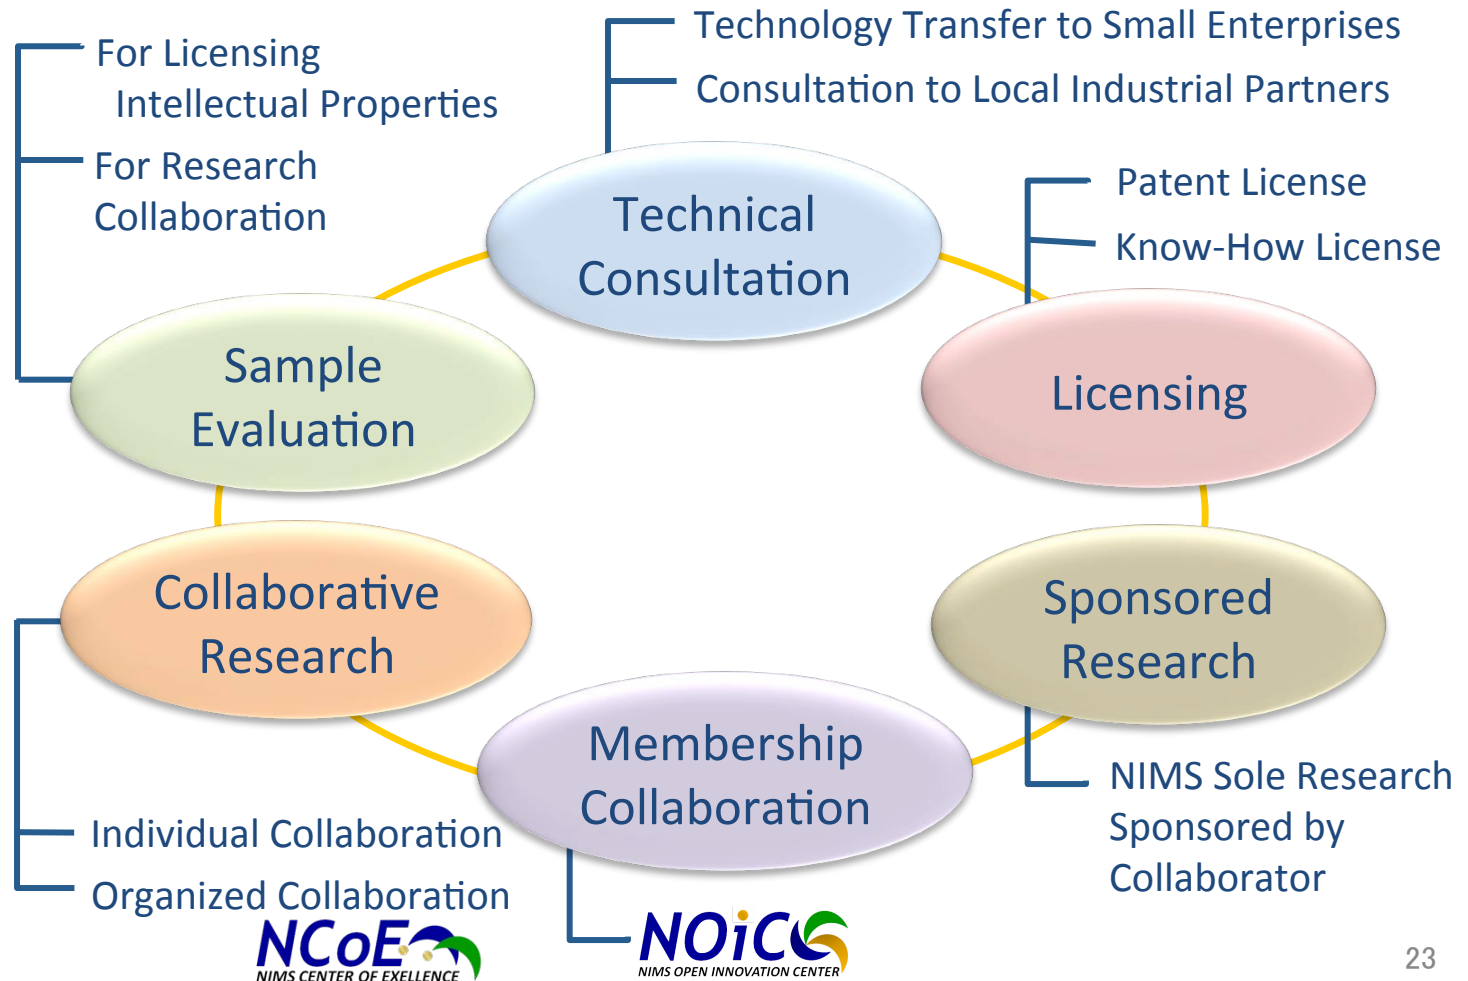 For Licensing
Intellectual Properties
For Research
Collaboration
Technology Transfer to Small Enterprises
Consultation to Local Industrial Partners
Technical
Consultation
Patent License
Know-How License
Sample
Evaluation
Licensing
Collaborative
Research
Sponsored
Research
Membership
Collaboration
NIMS Sole Research
Sponsored by
Collaborator
Individual Collaboration
Organized Collaboration
NCoE
NIMS CENTER OF EXELLENCE
NOiC
NIMS OPEN INNOVATION CENTER
23